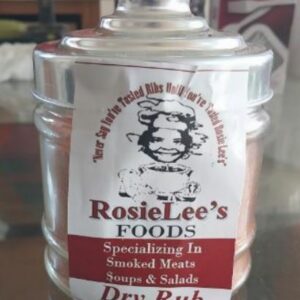 "Never Say You've Tasted Ribs Until You've Tasted Rosie Lee's"
RosieLee's
FOODS
Specializing In
Smoked Meats
Soups & Salads
Dry Rub